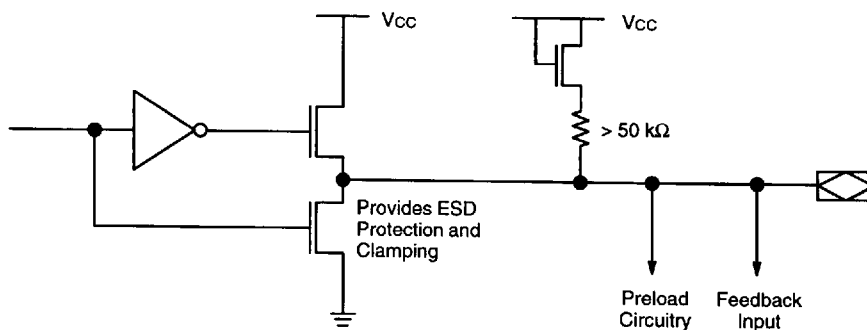 Vcc
Vcc
> 50 kΩ
Provides ESD
Protection and
Clamping
Preload
Circuitry
Feedback
Input